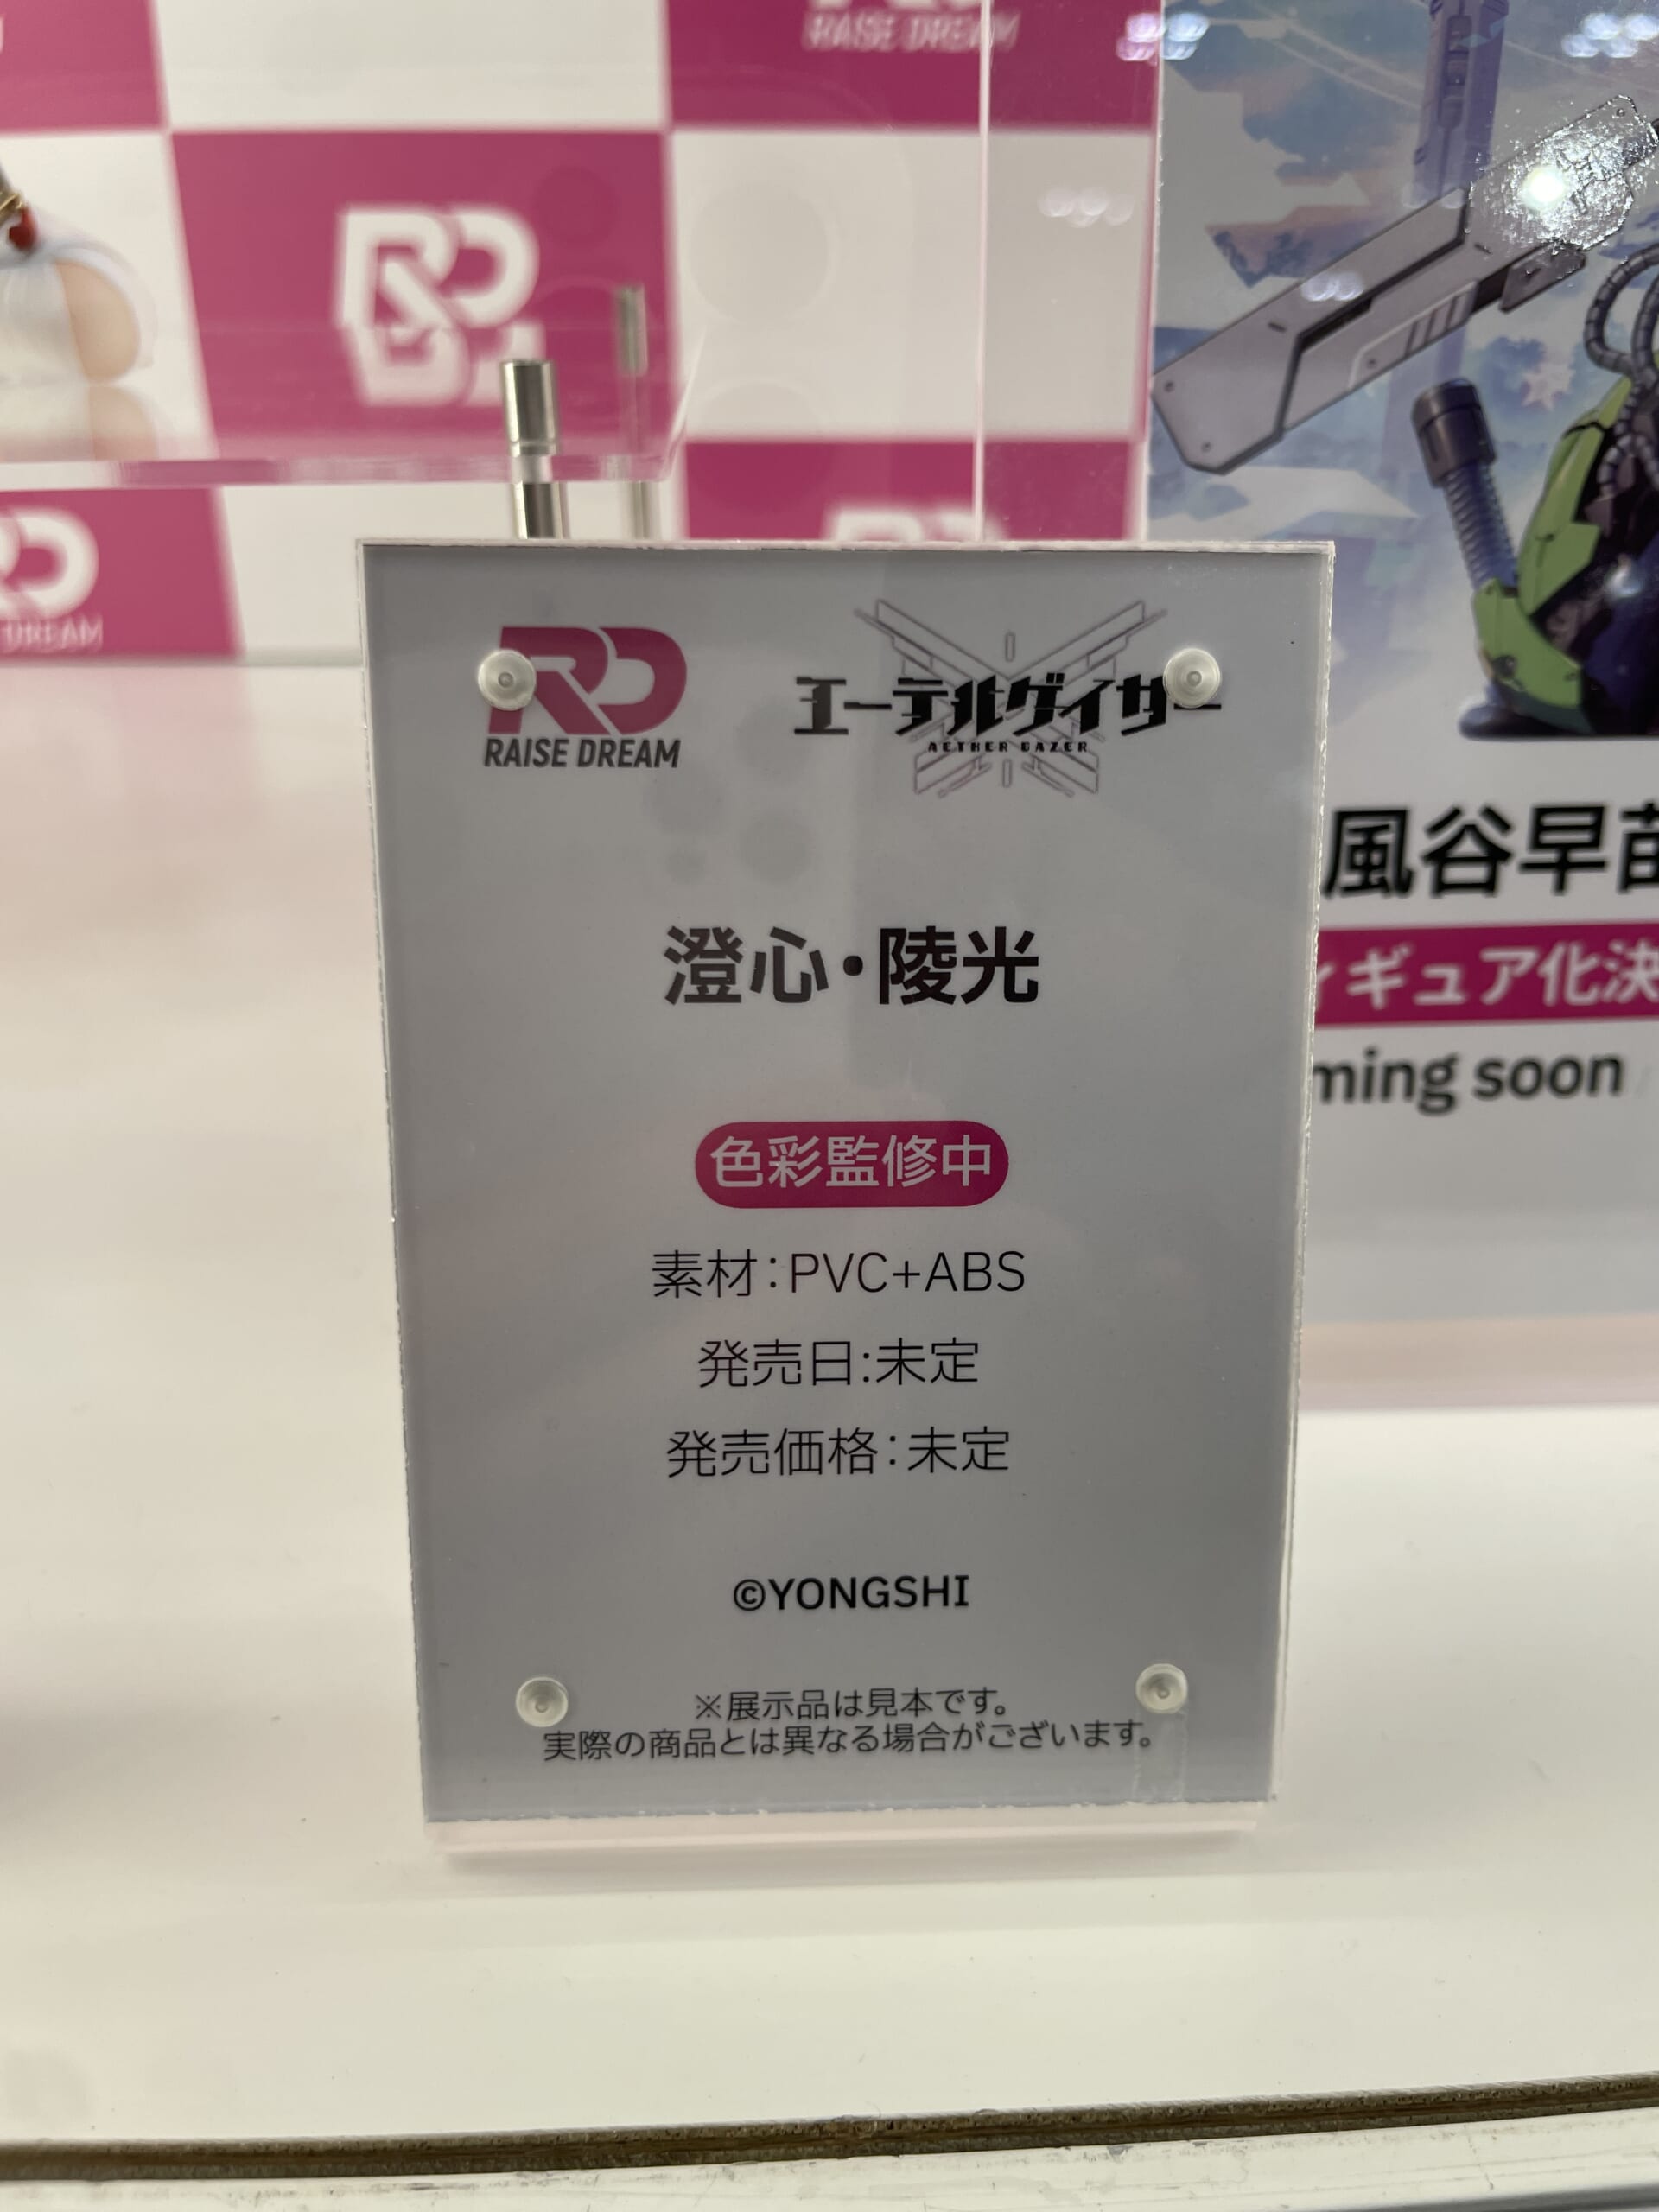 RAISE DREAM
RD
RD
DREAM
RD
RAISE DREAM
エーテルゲイザー
AETHER GAZER
澄心・陵光
色彩監修中
素材：PVC+ABS
発売日:未定
発売価格：未定
©YONGSHI
※展示品は見本です。
実際の商品とは異なる場合がございます。
風谷早苗
ィギュア化決
ming soon